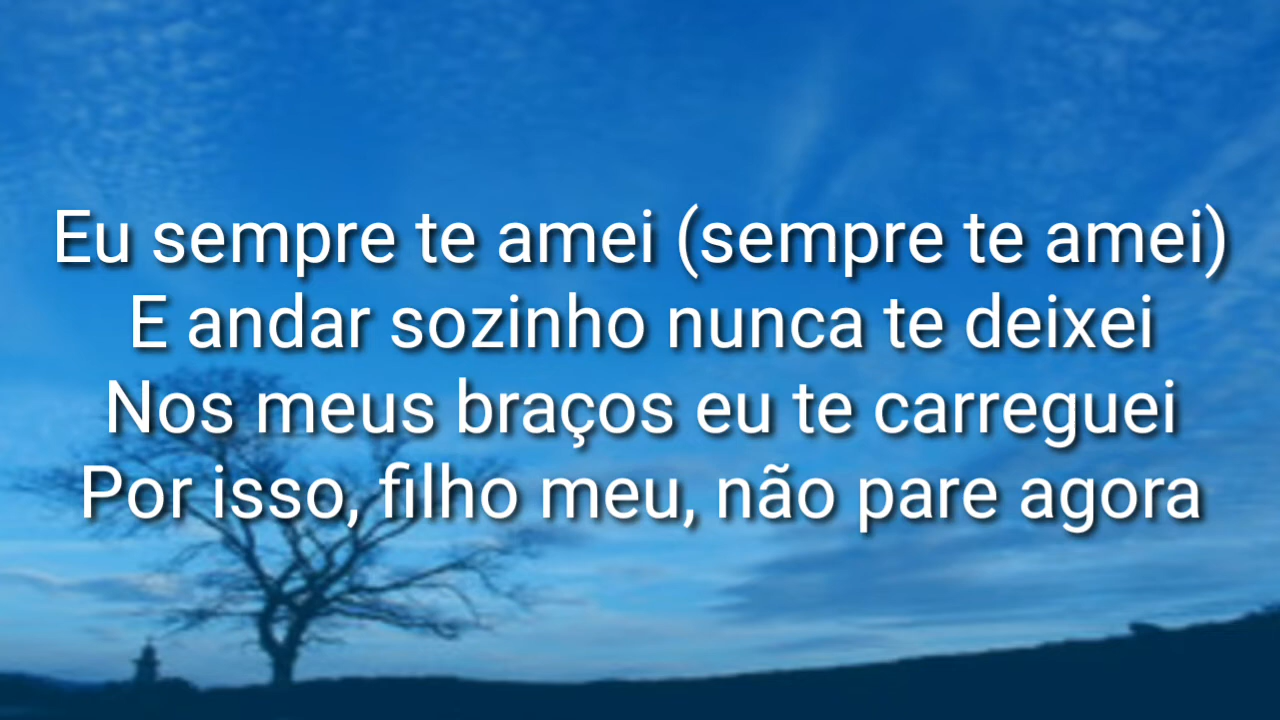 Eu sempre te amei (sempre te amei)
E andar sozinho nunca te deixei
Nos meus braços eu te carreguei
Por isso, filho meu, não pare agora